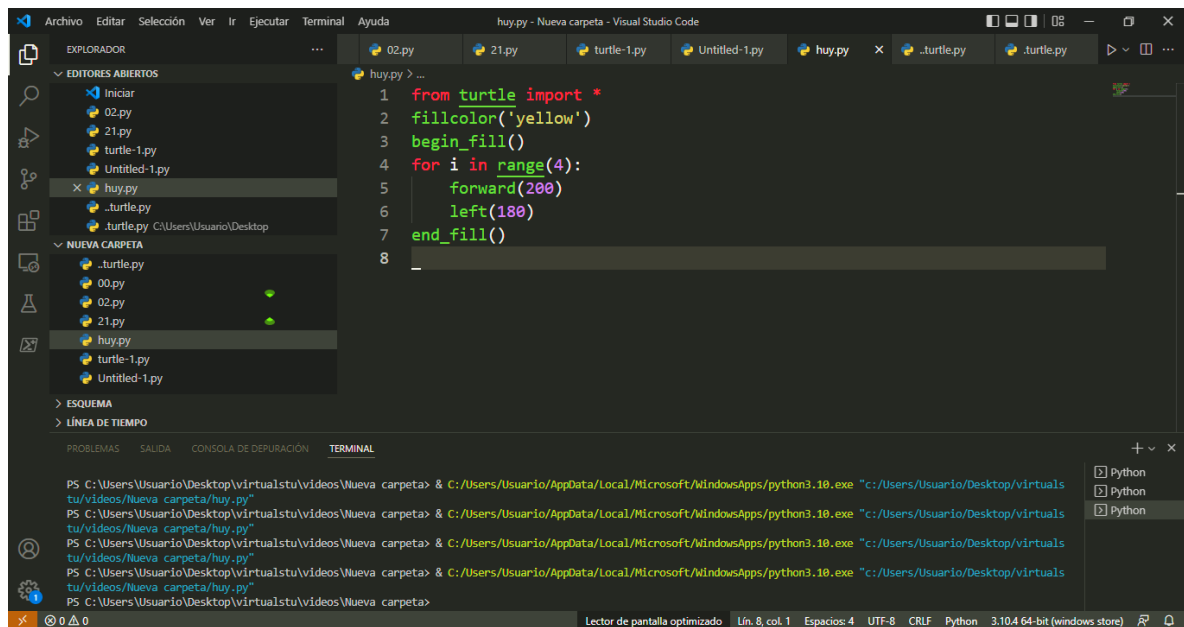 Archivo Editar Selección Ver Ir Ejecutar Terminal Ayuda huy.py - Nueva carpeta - Visual Studio Code
EXPLORADOR
EDITORES ABIERTOS
Iniciar
02.py
21.py
turtle-1.py
Untitled-1.py
huy.py
..turtle.py
.turtle.py C:\Users\Usuario\Desktop
NUEVA CARPETA
..turtle.py
00.py
02.py
21.py
huy.py
turtle-1.py
Untitled-1.py
ESQUEMA
LÍNEA DE TIEMPO
02.py 21.py turtle-1.py Untitled-1.py huy.py ..turtle.py .turtle.py
huy.py > ...
1 from turtle import *
2 fillcolor('yellow')
3 begin_fill()
4 for i in range(4):
5     forward(200)
6     left(180)
7 end_fill()
8
PROBLEMAS SALIDA CONSOLA DE DEPURACIÓN TERMINAL
PS C:\Users\Usuario\Desktop\virtualstu\videos\Nueva carpeta> & C:/Users/Usuario/AppData/Local/Microsoft/WindowsApps/python3.10.exe "c:/Users/Usuario/Desktop/virtuals
tu/videos/Nueva carpeta/huy.py"
PS C:\Users\Usuario\Desktop\virtualstu\videos\Nueva carpeta> & C:/Users/Usuario/AppData/Local/Microsoft/WindowsApps/python3.10.exe "c:/Users/Usuario/Desktop/virtuals
tu/videos/Nueva carpeta/huy.py"
PS C:\Users\Usuario\Desktop\virtualstu\videos\Nueva carpeta> & C:/Users/Usuario/AppData/Local/Microsoft/WindowsApps/python3.10.exe "c:/Users/Usuario/Desktop/virtuals
tu/videos/Nueva carpeta/huy.py"
PS C:\Users\Usuario\Desktop\virtualstu\videos\Nueva carpeta> & C:/Users/Usuario/AppData/Local/Microsoft/WindowsApps/python3.10.exe "c:/Users/Usuario/Desktop/virtuals
tu/videos/Nueva carpeta/huy.py"
PS C:\Users\Usuario\Desktop\virtualstu\videos\Nueva carpeta>
Python
Python
Python
1
0 0 Lector de pantalla optimizado Lín. 8, col. 1 Espacios: 4 UTF-8 CRLF Python 3.10.4 64-bit (windows store)